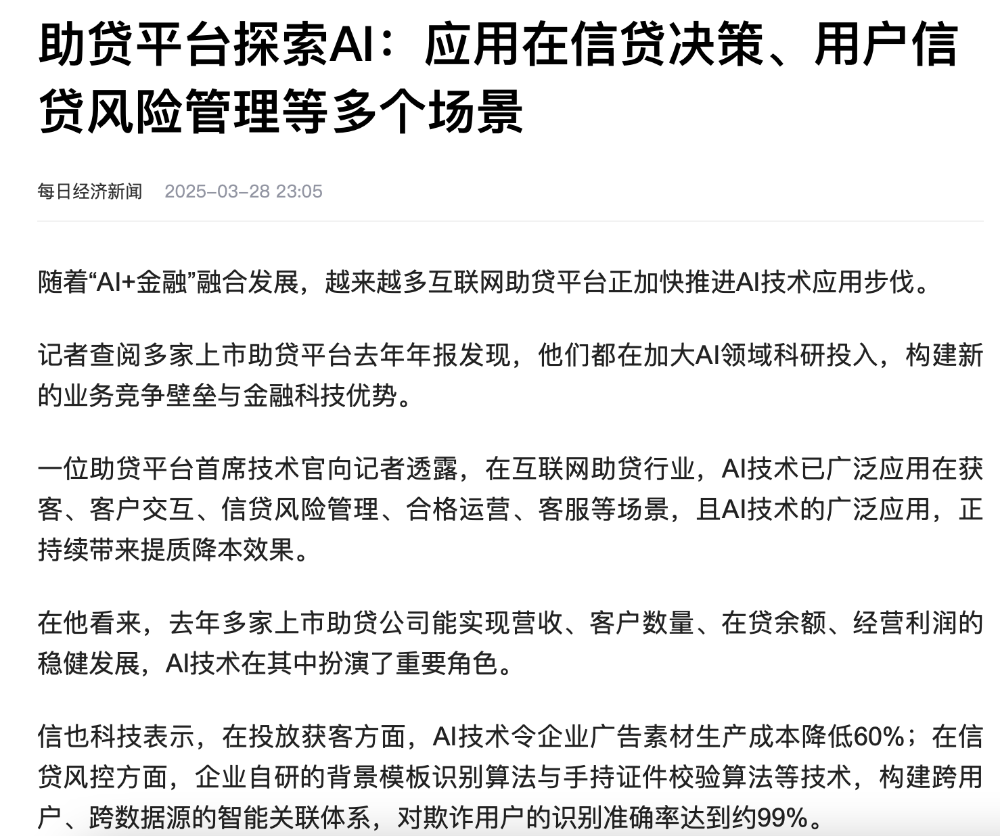 助贷平台探索AI：应用在信贷决策、用户信
贷风险管理等多个场景
每日经济新闻 2025-03-28 23:05
随着“AI+金融”融合发展，越来越多互联网助贷平台正加快推进AI技术应用步伐。
记者查阅多家上市助贷平台去年年报发现，他们都在加大AI领域科研投入，构建新
的业务竞争壁垒与金融科技优势。
一位助贷平台首席技术官向记者透露，在互联网助贷行业，AI技术已广泛应用在获
客、客户交互、信贷风险管理、合格运营、客服等场景，且AI技术的广泛应用，正
持续带来提质降本效果。
在他看来，去年多家上市助贷公司能实现营收、客户数量、在贷余额、经营利润的
稳健发展，AI技术在其中扮演了重要角色。
信也科技表示，在投放获客方面，AI技术令企业广告素材生产成本降低60%；在信
贷风控方面，企业自研的背景模板识别算法与手持证件校验算法等技术，构建跨用
户、跨数据源的智能关联体系，对欺诈用户的识别准确率达到约99%。